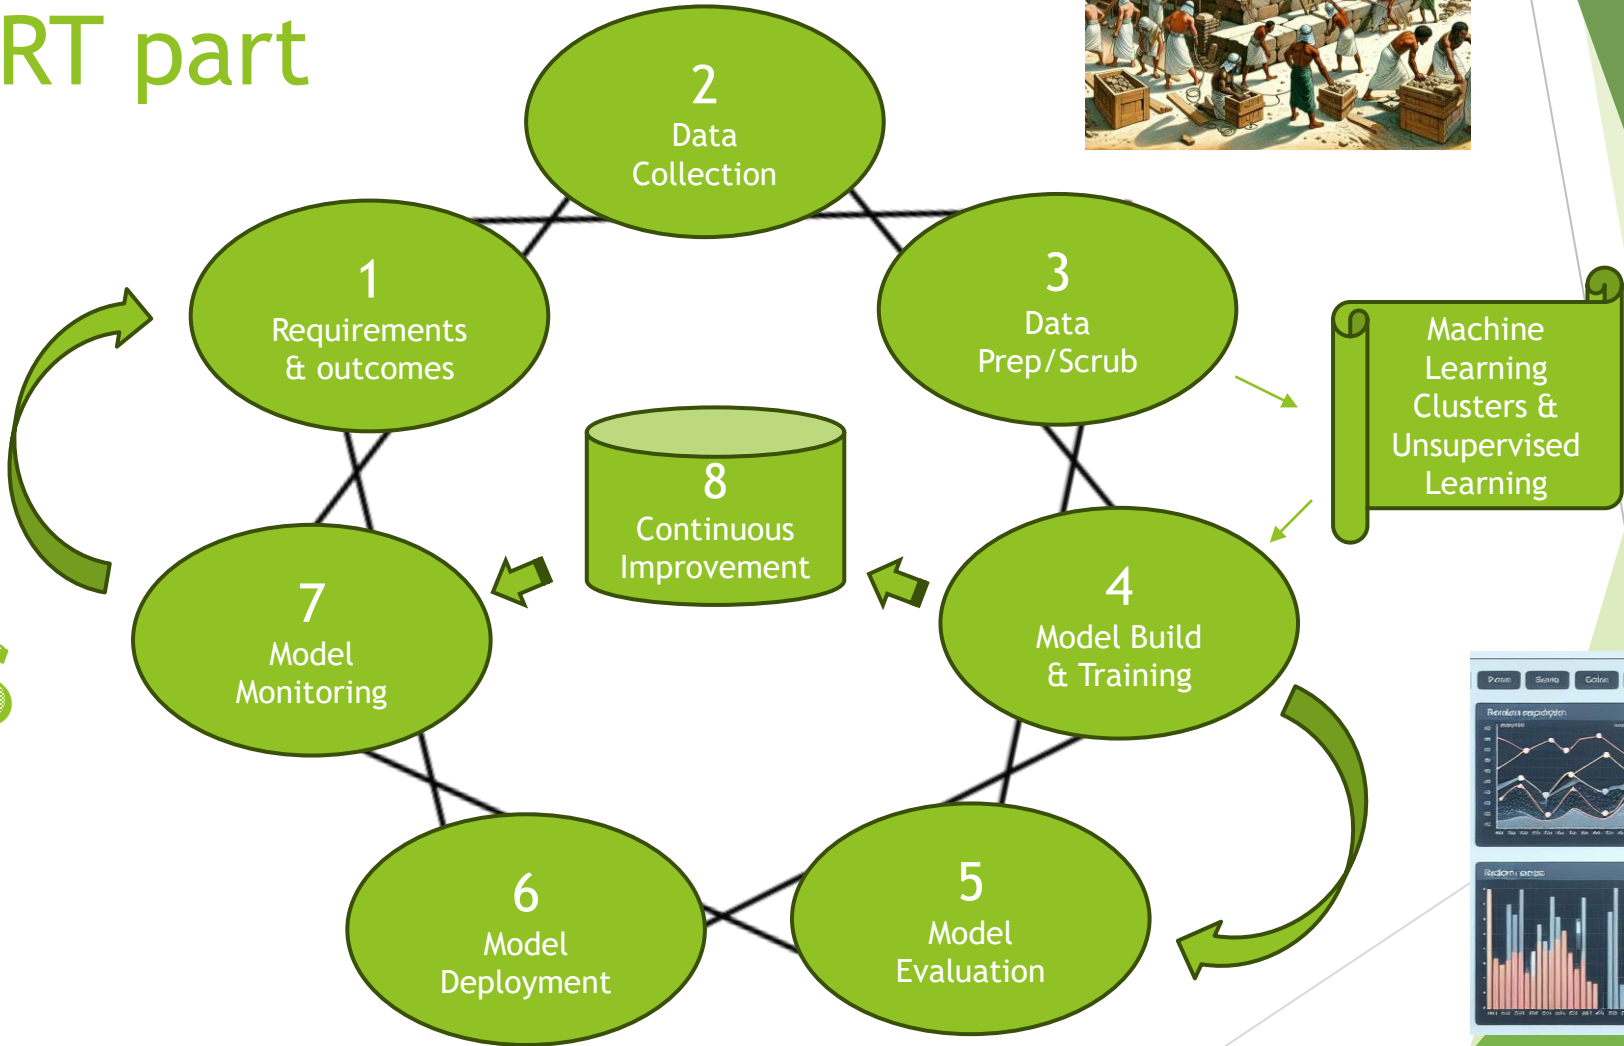 RT part
2
Data
Collection
1
Requirements
& outcomes
3
Data
Prep/Scrub
Machine
Learning
Clusters &
Unsupervised
Learning
8
Continuous
Improvement
7
Model
Monitoring
4
Model Build
& Training
6
Model
Deployment
5
Model
Evaluation